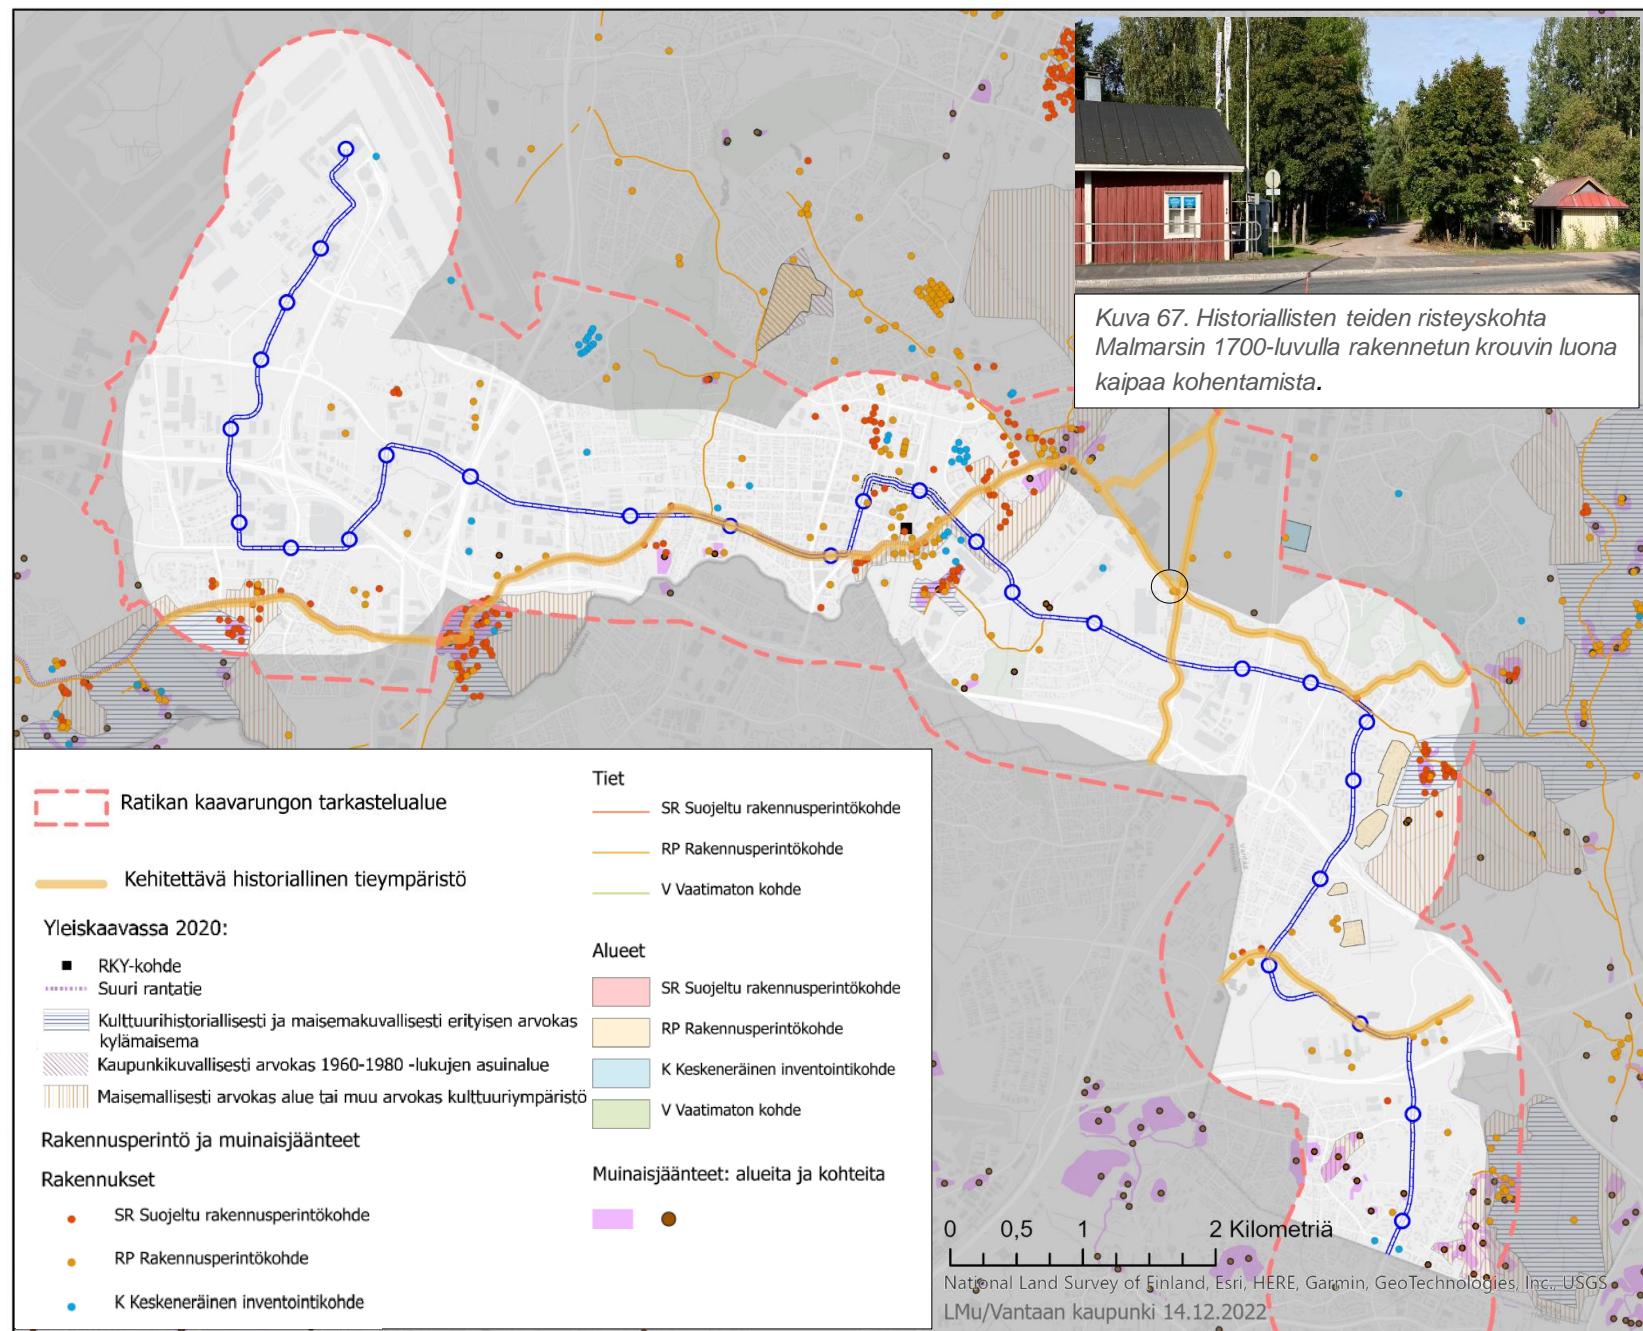 Kuva 67. Historiallisten teiden risteyskohta
Malmarsin 1700-luvulla rakennetun krouvin luona
kaipaa kohentamista.
Ratikan kaavarungon tarkastelualue
Kehitettävä historiallinen tieympäristö
Yleiskaavassa 2020:
RKY-kohde
Suuri rantatie
Kulttuurihistoriallisesti ja maisemakuvallisesti erityisen arvokas
kylämaisema
Kaupunkikuvallisesti arvokas 1960-1980 -lukujen asuinalue
Maisemallisesti arvokas alue tai muu arvokas kulttuuriympäristö
Rakennusperintö ja muinaisjäänteet
Rakennukset
SR Suojeltu rakennusperintökohde
RP Rakennusperintökohde
K Keskeneräinen inventointikohde
Tiet
SR Suojeltu rakennusperintökohde
RP Rakennusperintökohde
V Vaatimaton kohde
Alueet
SR Suojeltu rakennusperintökohde
RP Rakennusperintökohde
K Keskeneräinen inventointikohde
V Vaatimaton kohde
Muinaisjäänteet: alueita ja kohteita
0 0,5 1 2 Kilometriä
National Land Survey of Finland, Esri, HERE, Garmin, GeoTechnologies, Inc., USGS
LMu/Vantaan kaupunki 14.12.2022